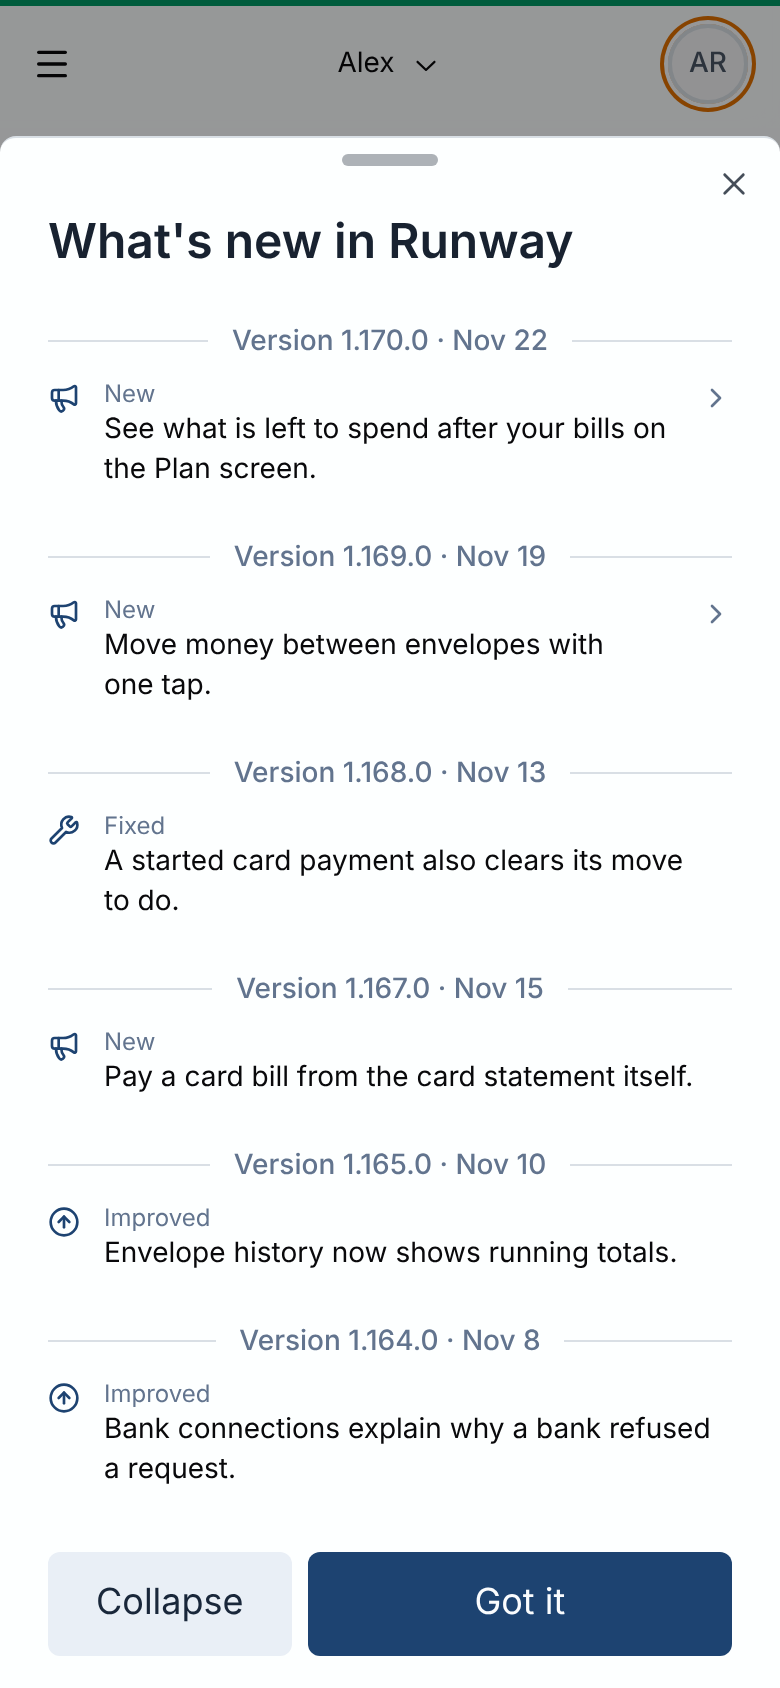 Alex
AR
What's new in Runway
Version 1.170.0 · Nov 22
New
See what is left to spend after your bills on
the Plan screen.
Version 1.169.0 · Nov 19
New
Move money between envelopes with
one tap.
Version 1.168.0 · Nov 13
Fixed
A started card payment also clears its move
to do.
Version 1.167.0 · Nov 15
New
Pay a card bill from the card statement itself.
Version 1.165.0 · Nov 10
Improved
Envelope history now shows running totals.
Version 1.164.0 · Nov 8
Improved
Bank connections explain why a bank refused
a request.
Collapse
Got it